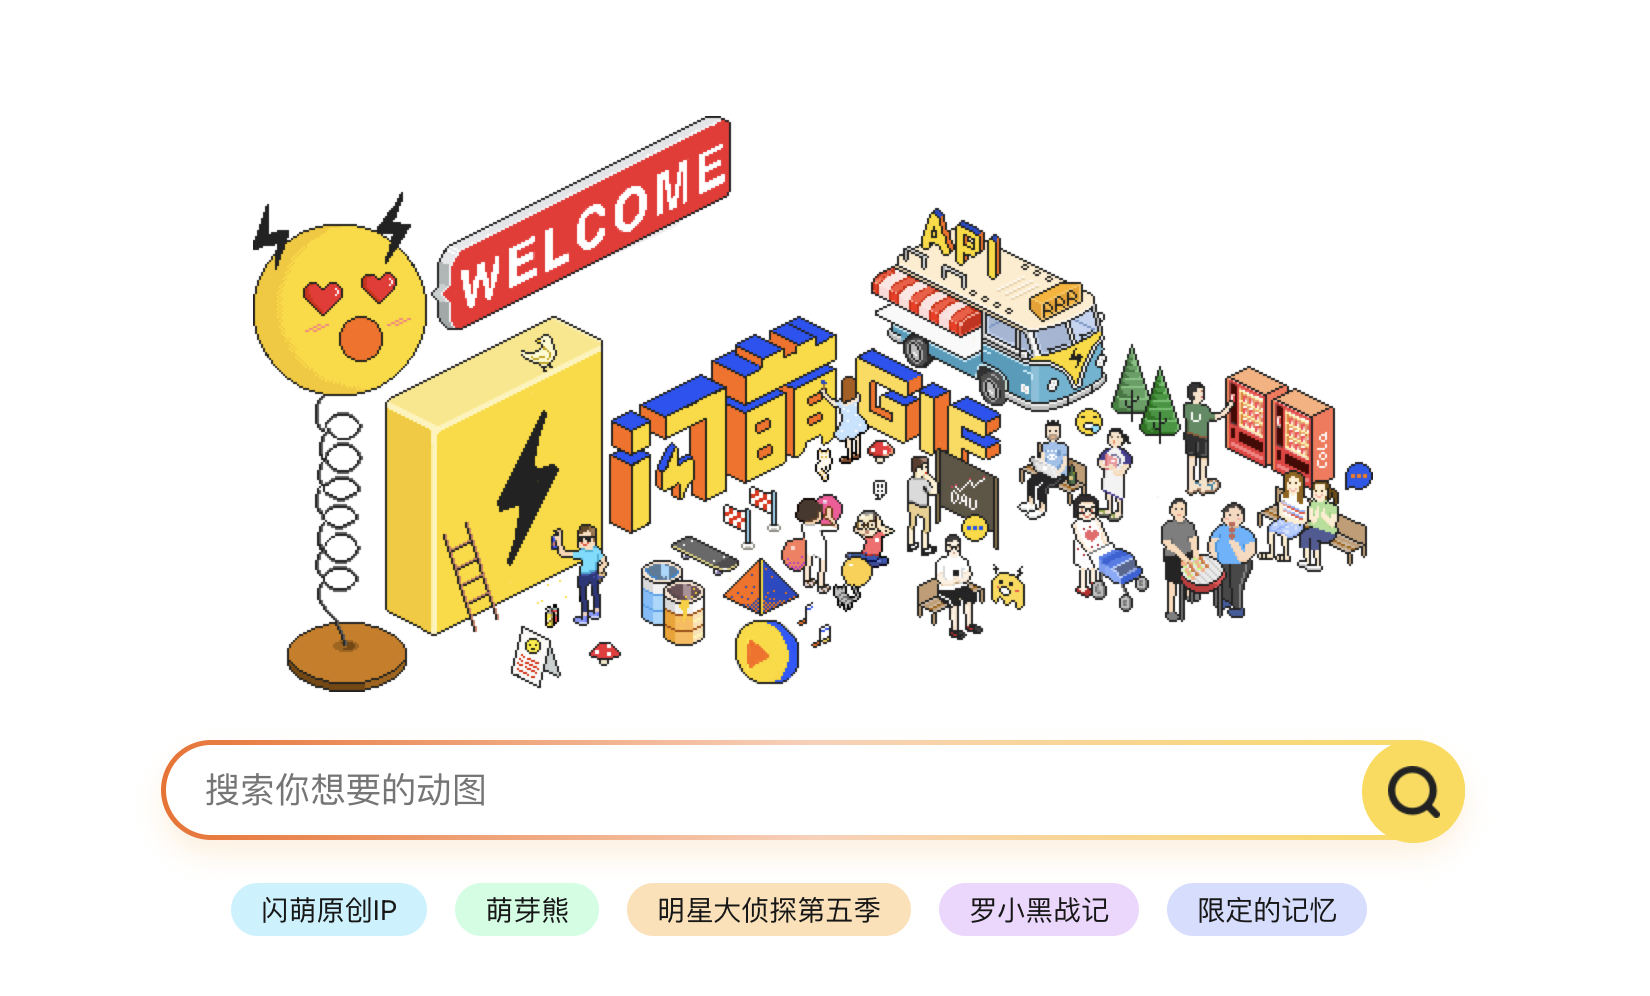 WELCOME
API
闪萌GIF
DAU
Cola
搜索你想要的动图
闪萌原创IP
萌芽熊
明星大侦探第五季
罗小黑战记
限定的记忆